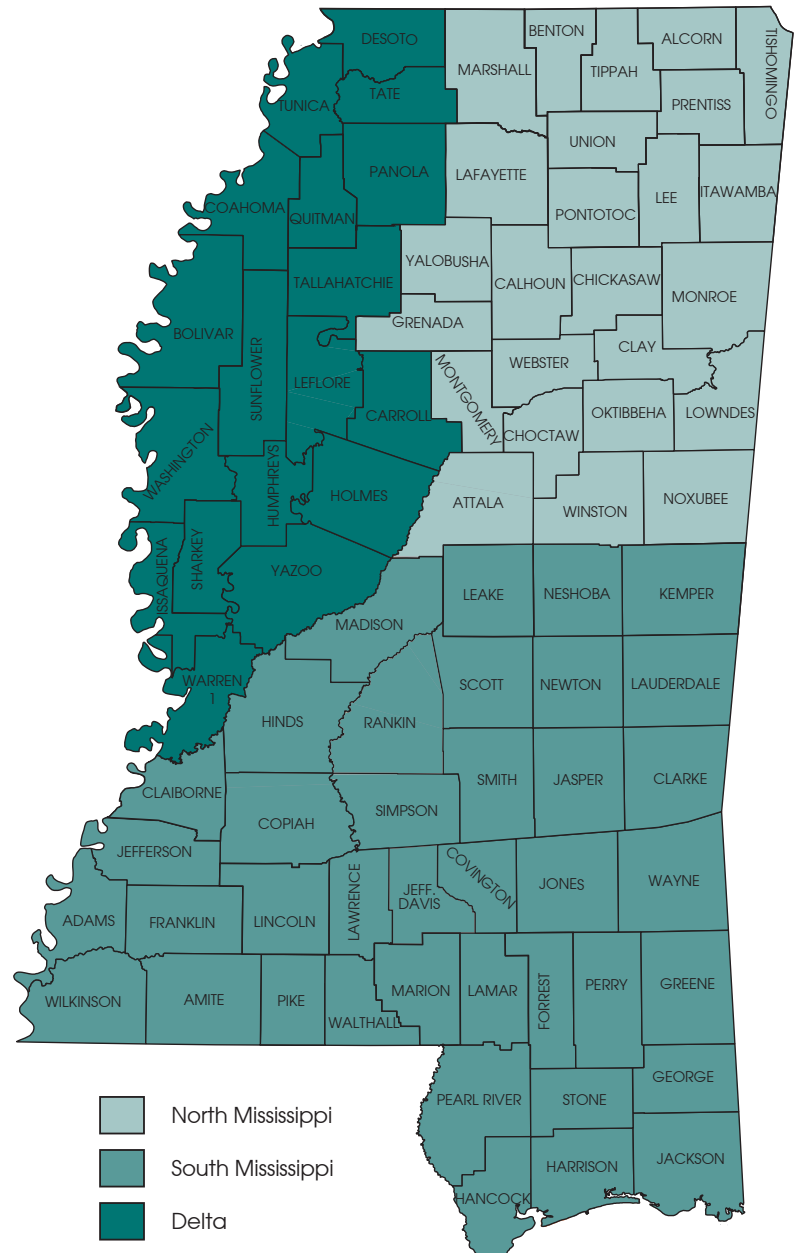 DESOTO
BENTON
ALCORN
TISHOMINGO
MARSHALL
TIPPAH
TATE
TUNICA
PRENTISS
UNION
PANOLA
LAFAYETTE
LEE
ITAWAMBA
COAHOMA
QUITMAN
PONTOTOC
YALOBUSHA
TALLAHATCHIE
CALHOUN
CHICKASAW
MONROE
GRENADA
BOLIVAR
SUNFLOWER
CLAY
WEBSTER
LEFLORE
MONTGOMERY
CARROLL
OKTIBBEHA
LOWNDES
CHOCTAW
WASHINGTON
HUMPHREYS
HOLMES
ATTALA
WINSTON
NOXUBEE
ISSAQUENA
SHARKEY
YAZOO
LEAKE
NESHOBA
KEMPER
MADISON
WARREN
1
SCOTT
NEWTON
LAUDERDALE
HINDS
RANKIN
SMITH
JASPER
CLARKE
CLAIBORNE
COPIAH
SIMPSON
JEFFERSON
LAWRENCE
JEFF.
DAVIS
COVINGTON
JONES
WAYNE
ADAMS
FRANKLIN
LINCOLN
WILKINSON
AMITE
PIKE
WALTHALL
MARION
LAMAR
FORREST
PERRY
GREENE
PEARL RIVER
STONE
GEORGE
HANCOCK
HARRISON
JACKSON
North Mississippi
South Mississippi
Delta